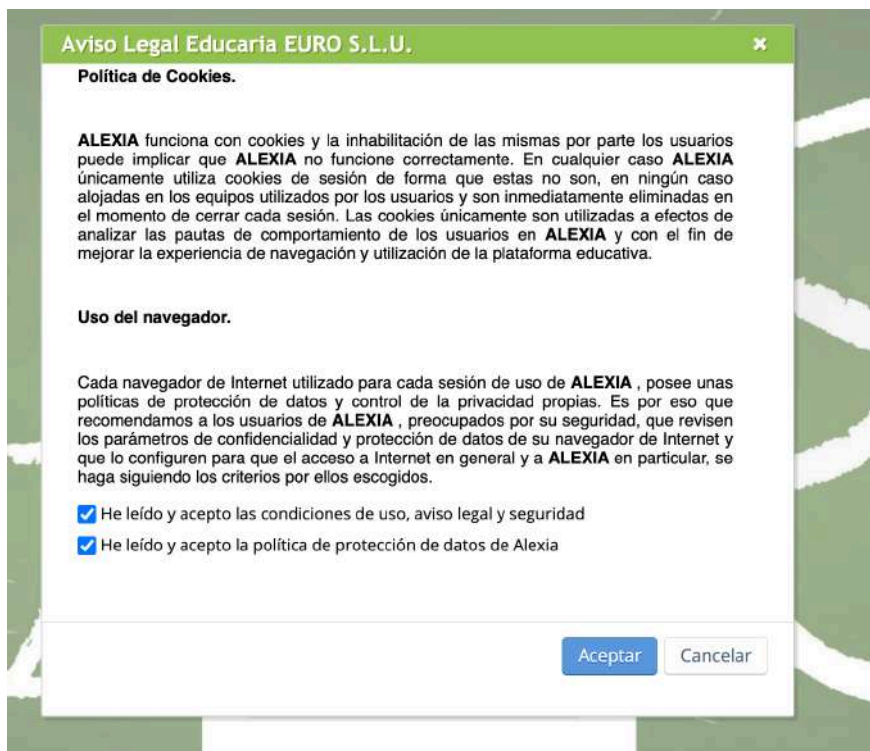 Aviso Legal Educaria EURO S.L.U.
Política de Cookies.
ALEXIA funciona con cookies y la inhabilitación de las mismas por parte los usuarios
puede implicar que ALEXIA no funcione correctamente. En cualquier caso ALEXIA
únicamente utiliza cookies de sesión de forma que estas no son, en ningún caso
alojadas en los equipos utilizados por los usuarios y son inmediatamente eliminadas en
el momento de cerrar cada sesión. Las cookies únicamente son utilizadas a efectos de
analizar las pautas de comportamiento de los usuarios en ALEXIA y con el fin de
mejorar la experiencia de navegación y utilización de la plataforma educativa.
Uso del navegador.
Cada navegador de Internet utilizado para cada sesión de uso de ALEXIA , posee unas
políticas de protección de datos y control de la privacidad propias. Es por eso que
recomendamos a los usuarios de ALEXIA , preocupados por su seguridad, que revisen
los parámetros de confidencialidad y protección de datos de su navegador de Internet y
que lo configuren para que el acceso a Internet en general y a ALEXIA en particular, se
haga siguiendo los criterios por ellos escogidos.
He leído y acepto las condiciones de uso, aviso legal y seguridad
He leído y acepto la política de protección de datos de Alexia
Aceptar Cancelar